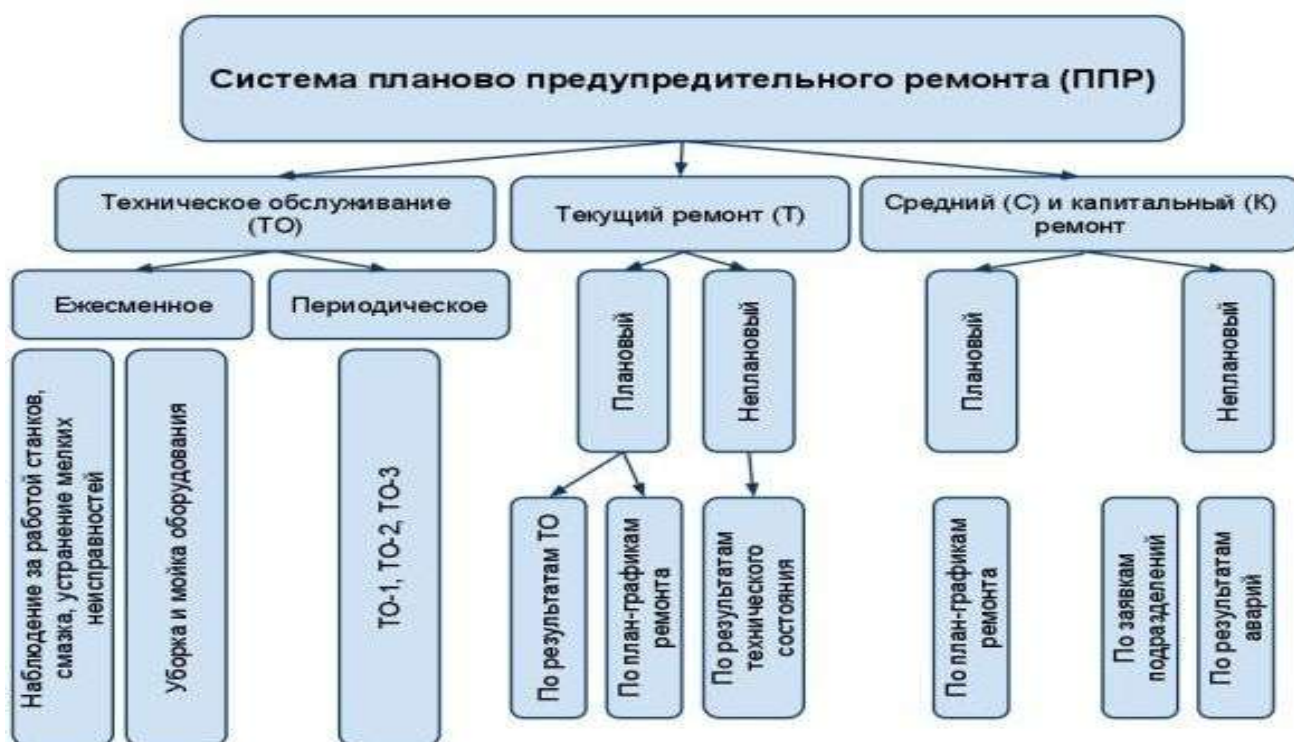 Система планово предупредительного ремонта (ППР)
Техническое обслуживание
(ТО)
Текущий ремонт (Т)
Средний (С) и капитальный (К)
ремонт
Ежесменное
Периодическое
Плановый
Неплановый
Плановый
Неплановый
Наблюдение за работой станков,
смазка, устранение мелких
неисправностей
Уборка и мойка оборудования
ТО-1, ТО-2, ТО-3
По результатам ТО
По план-графикам
ремонта
По результатам
технического
состояния
По план-графикам
ремонта
По заявкам
подразделений
По результатам
аварий